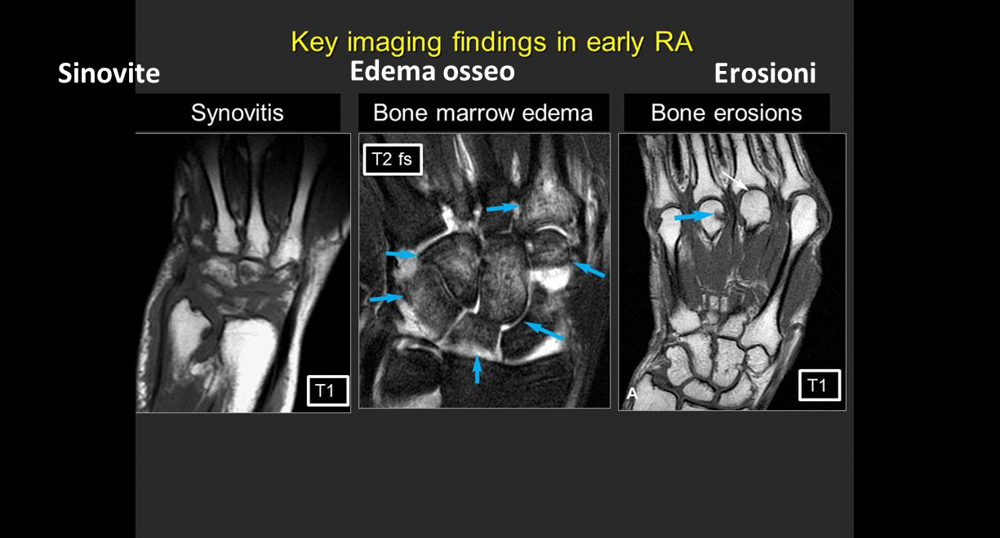 Key imaging findings in early RA
Sinovite
Edema osseo
Erosioni
Synovitis
Bone marrow edema
Bone erosions
T2 fs
T1
A
T1